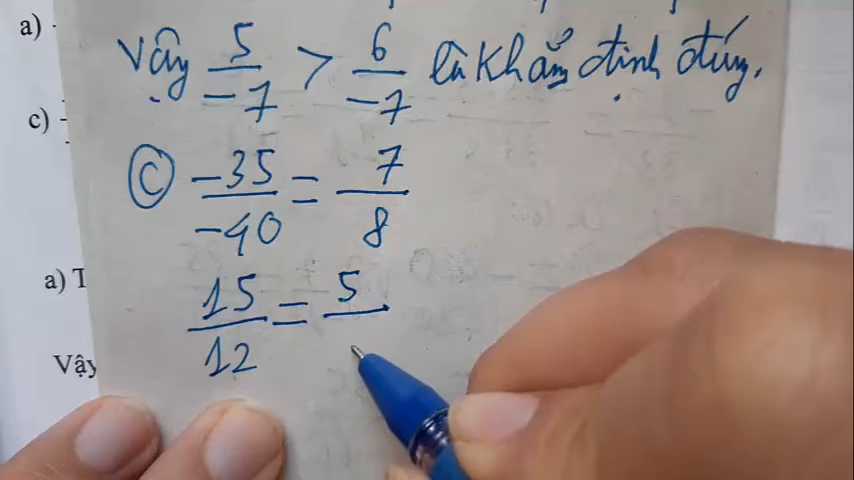 a)
Vậy 5/-7 > 6/-7 là khẳng định đúng.
c)
Ⓒ -35/-40 = 7/8
a) T
15/12 = 5/
Vậy